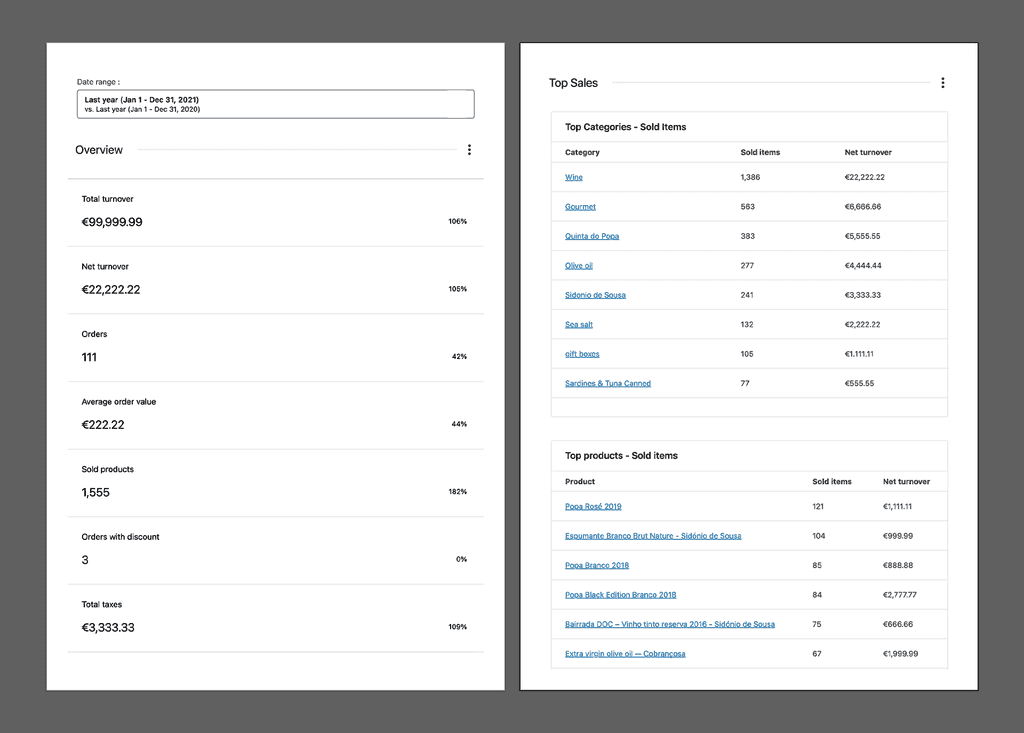 Date range :
Last year (Jan 1 - Dec 31, 2021)
vs. Last year (Jan 1 - Dec 31, 2020)
Overview
Total turnover
€99,999.99 106%
Net turnover
€22,222.22 105%
Orders
111 42%
Average order value
€222.22 44%
Sold products
1,555 182%
Orders with discount
3 0%
Total taxes
€3,333.33 109%
Top Sales
Top Categories - Sold Items
Category Sold items Net turnover
Wine 1,386 €22,222.22
Gourmet 563 €6,666.66
Quinta do Popa 383 €5,555.55
Olive oil 277 €4,444.44
Sidonio de Sousa 241 €3,333.33
Sea salt 132 €2,222.22
gift boxes 105 €1.111.11
Sardines & Tuna Canned 77 €555.55
Top products - Sold items
Product Sold items Net turnover
Popa Rosé 2019 121 €1,111.11
Espumante Branco Brut Nature - Sidónio de Sousa 104 €999.99
Popa Branco 2018 85 €888.88
Popa Black Edition Branco 2018 84 €2,777.77
Bairrada DOC – Vinho tinto reserva 2016 - Sidónio de Sousa 75 €666.66
Extra virgin olive oil — Cobrançosa 67 €1,999.99